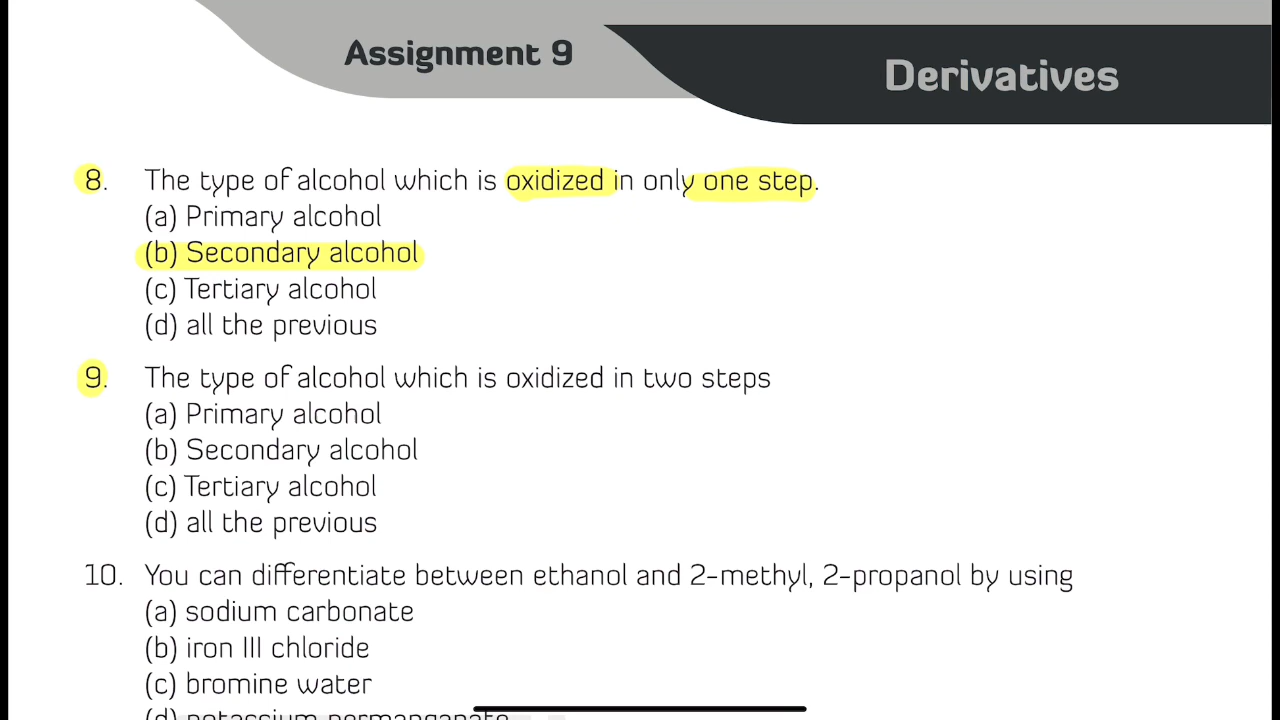 Assignment 9
Derivatives
8. The type of alcohol which is oxidized in only one step.
(a) Primary alcohol
(b) Secondary alcohol
(c) Tertiary alcohol
(d) all the previous
9. The type of alcohol which is oxidized in two steps
(a) Primary alcohol
(b) Secondary alcohol
(c) Tertiary alcohol
(d) all the previous
10. You can differentiate between ethanol and 2-methyl, 2-propanol by using
(a) sodium carbonate
(b) iron III chloride
(c) bromine water
(d) potassium permanganate